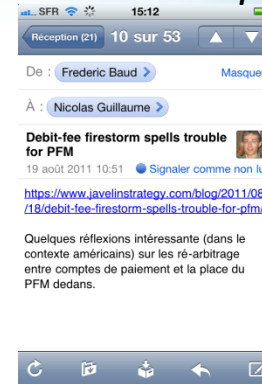 SFR 15:12
Réception (21) 10 sur 53
De : Frederic Baud Masquer
À : Nicolas Guillaume
Debit-fee firestorm spells trouble
for PFM
19 août 2011 10:51 Signaler comme non lu
https://www.javelinstrategy.com/blog/2011/08
/18/debit-fee-firestorm-spells-trouble-for-pfm/
Quelques réflexions intéressante (dans le
contexte américains) sur les ré-arbitrage
entre comptes de paiement et la place du
PFM dedans.